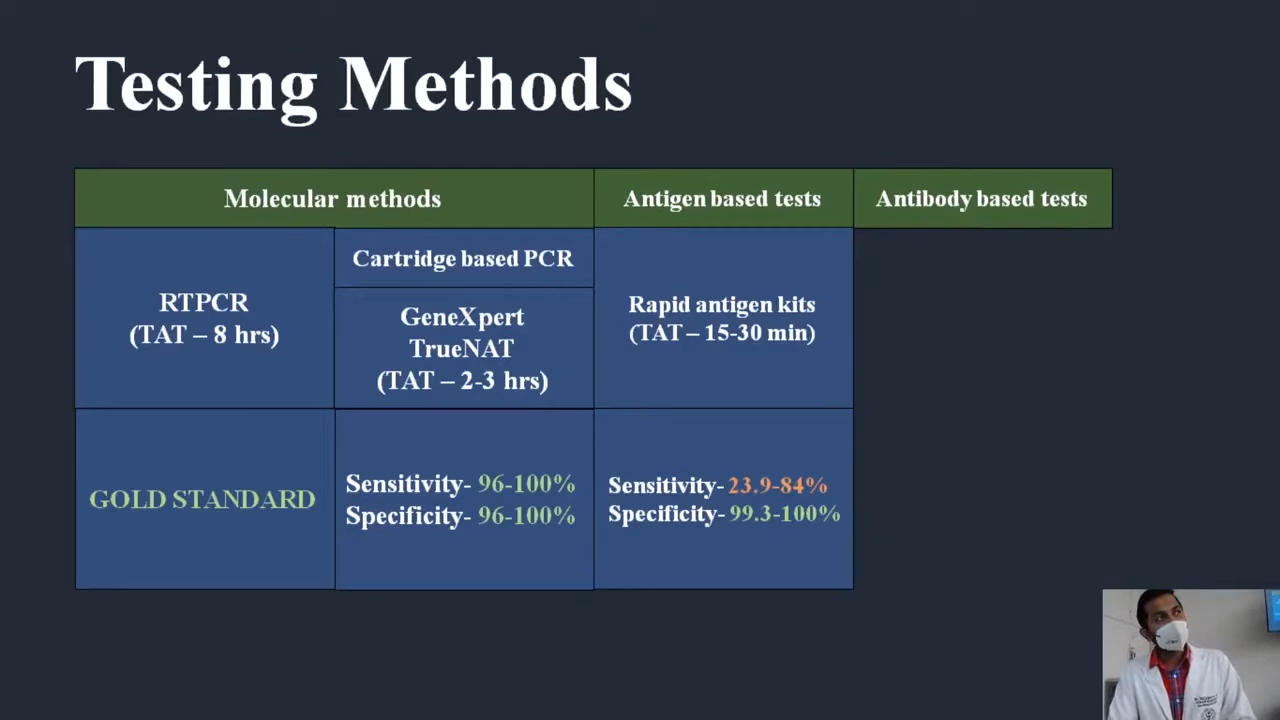 Testing Methods
Molecular methods
Antigen based tests
Antibody based tests
RTPCR
(TAT – 8 hrs)
Cartridge based PCR
GeneXpert
TrueNAT
(TAT – 2-3 hrs)
Rapid antigen kits
(TAT – 15-30 min)
GOLD STANDARD
Sensitivity- 96-100%
Specificity- 96-100%
Sensitivity- 23.9-84%
Specificity- 99.3-100%